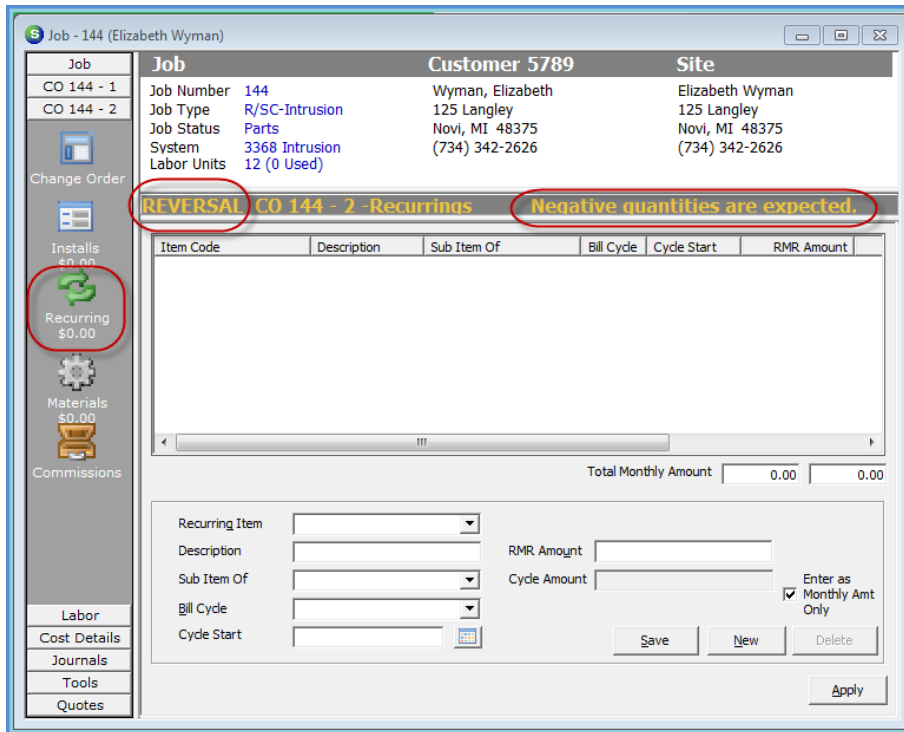 S Job - 144 (Elizabeth Wyman)
Job
CO 144 - 1
CO 144 - 2
Change Order
Installs
$0.00
Recurring
$0.00
Materials
$0.00
Commissions
Labor
Cost Details
Journals
Tools
Quotes
Job Customer 5789 Site
Job Number 144 Wyman, Elizabeth Elizabeth Wyman
Job Type R/SC-Intrusion 125 Langley 125 Langley
Job Status Parts Novi, MI 48375 Novi, MI 48375
System 3368 Intrusion (734) 342-2626 (734) 342-2626
Labor Units 12 (0 Used)
REVERSAL CO 144 - 2 -Recurrings Negative quantities are expected.
Item Code Description Sub Item Of Bill Cycle Cycle Start RMR Amount
Total Monthly Amount 0.00 0.00
Recurring Item
Description RMR Amount
Sub Item Of Cycle Amount Enter as
Monthly Amt
Only
Bill Cycle
Cycle Start Save New Delete
Apply